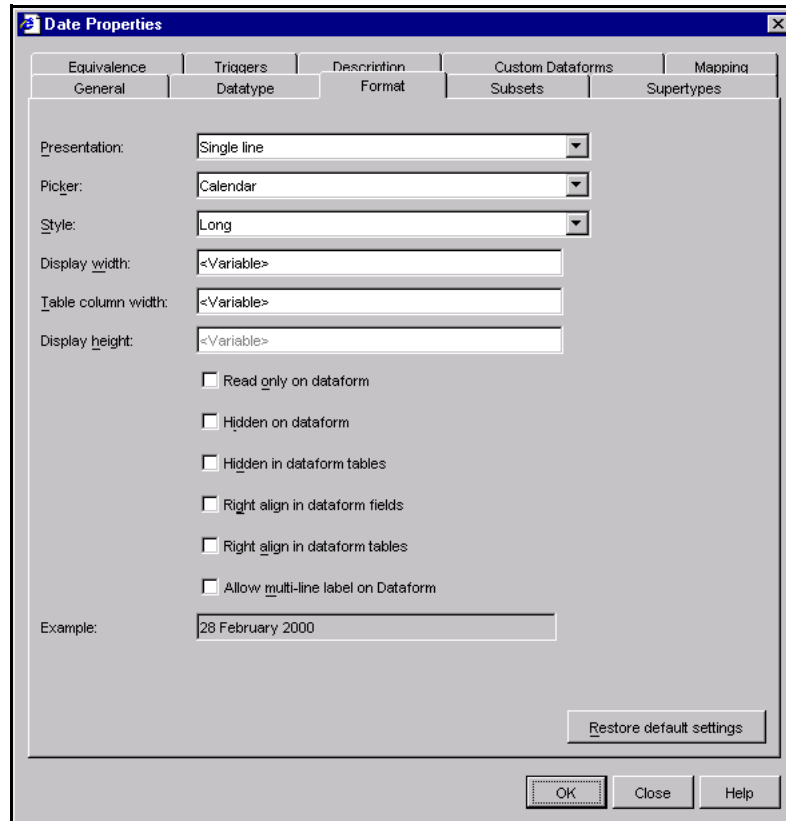 Date Properties
Equivalence Triggers Description Custom Dataforms Mapping
General Datatype Format Subsets Supertypes
Presentation: Single line
Picker: Calendar
Style: Long
Display width: <Variable>
Table column width: <Variable>
Display height: <Variable>
Read only on dataform
Hidden on dataform
Hidden in dataform tables
Right align in dataform fields
Right align in dataform tables
Allow multi-line label on Dataform
Example: 28 February 2000
Restore default settings
OK Close Help